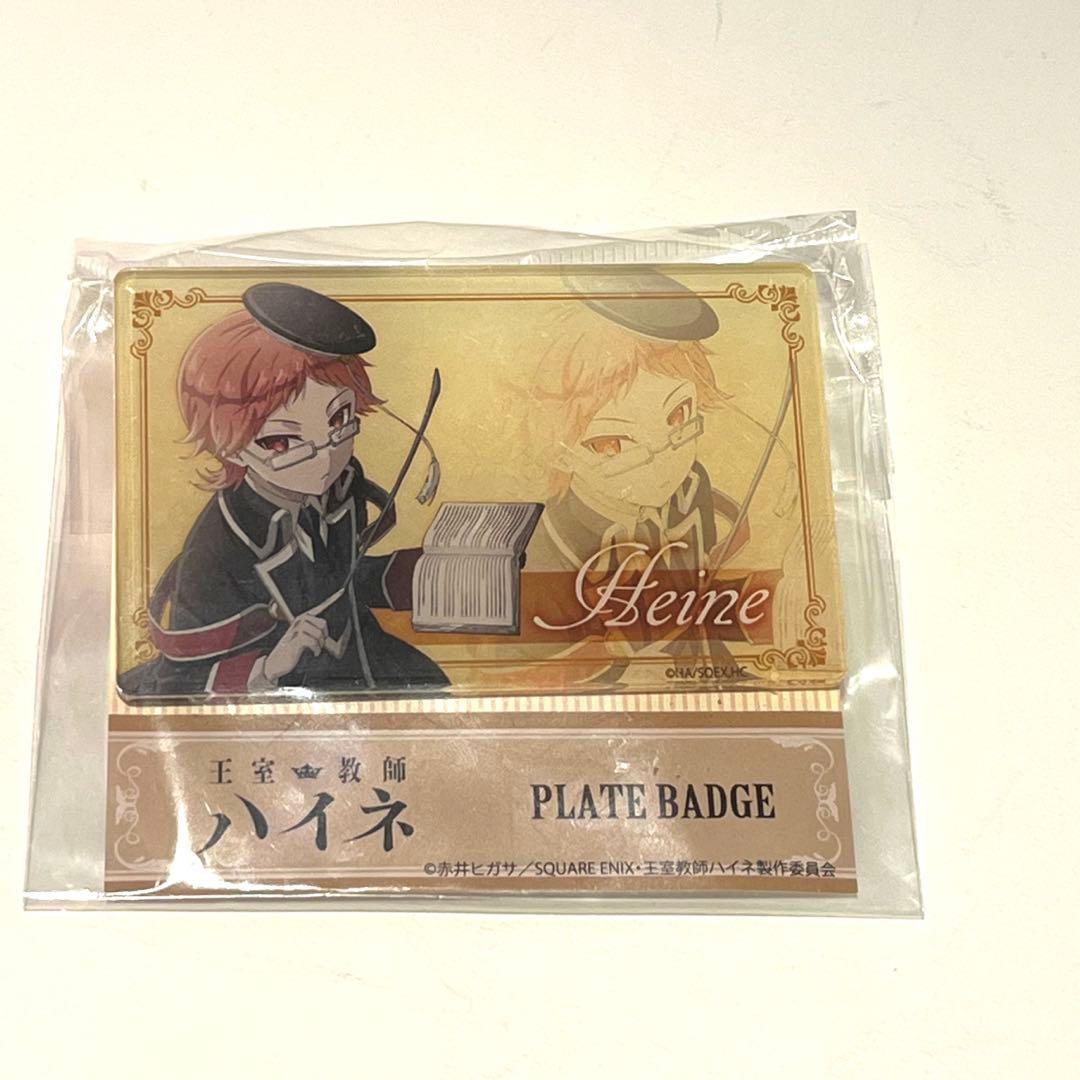 Heine
©HA/SQEX,HC
王室教師
ハイネ
PLATE BADGE
©赤井ヒガサ／SQUARE ENIX・王室教師ハイネ製作委員会